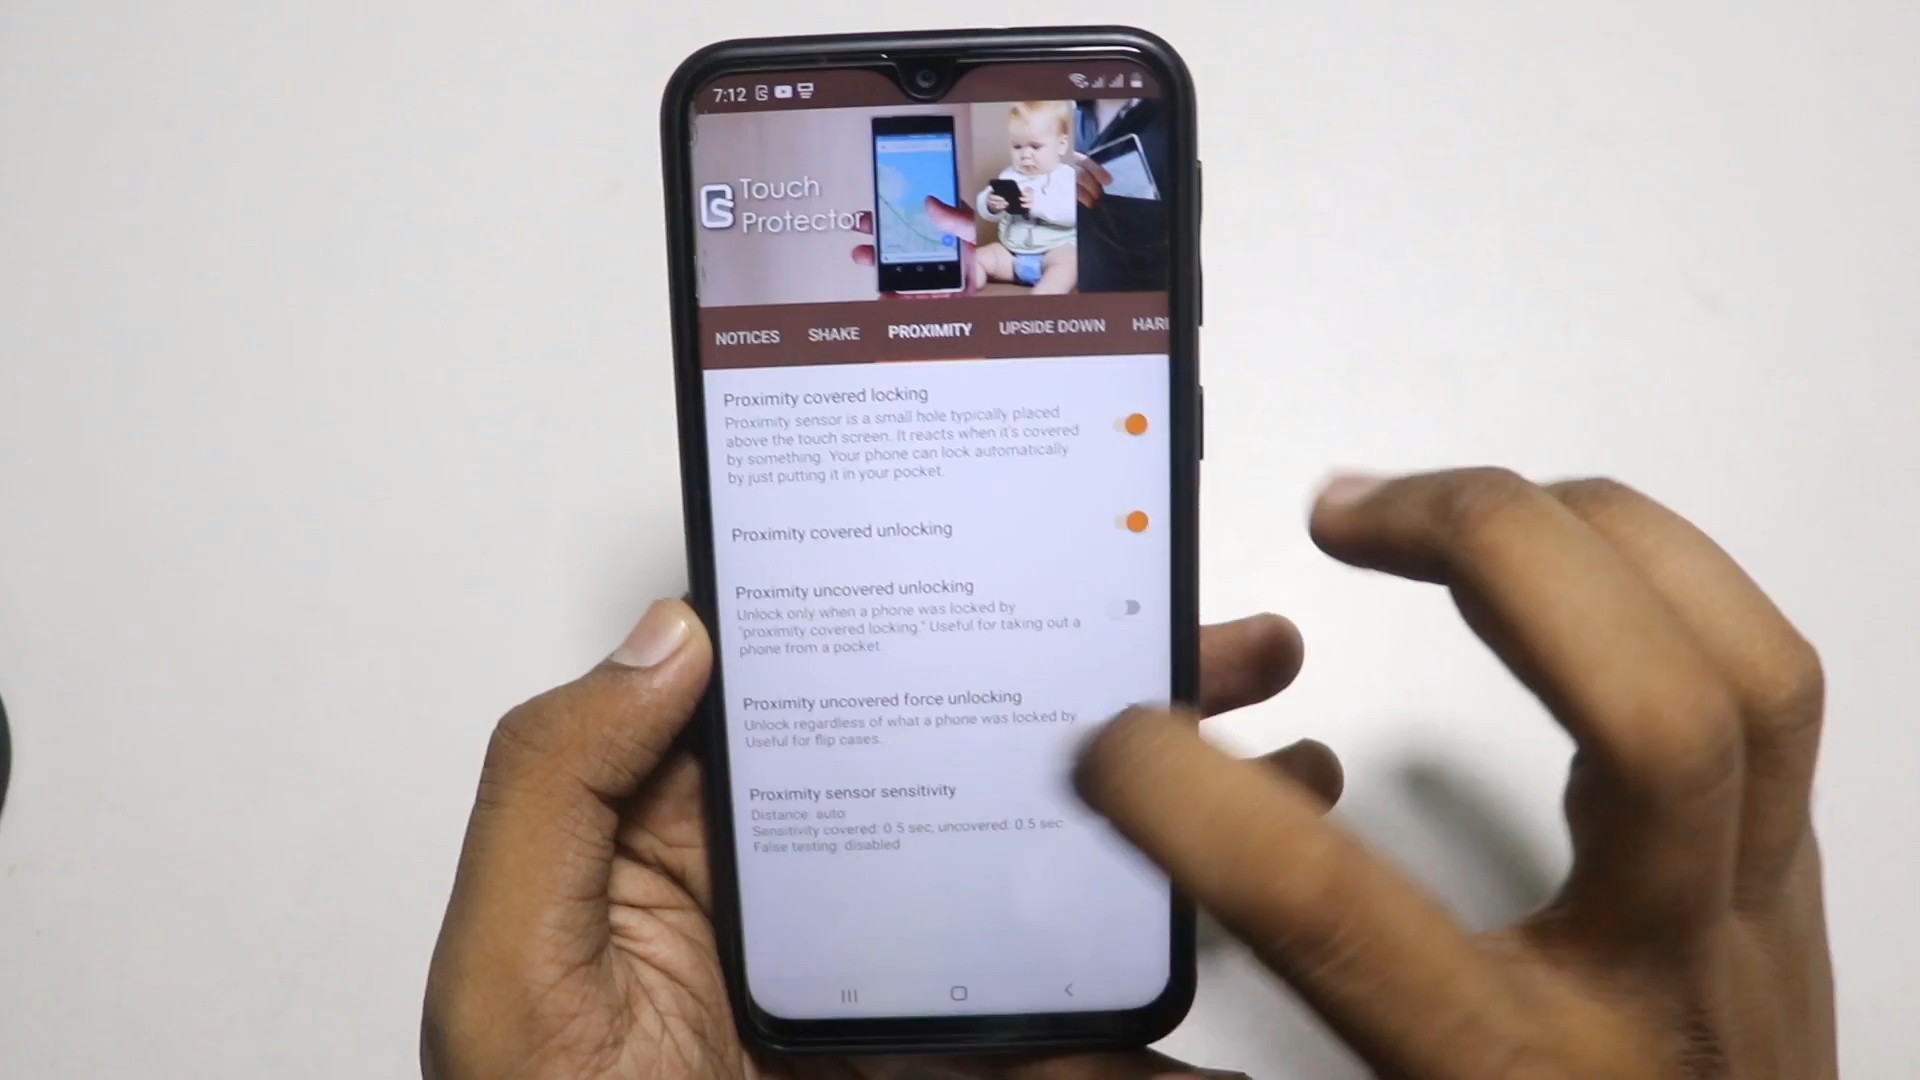 7:12
Touch
Protector
NOTICES SHAKE PROXIMITY UPSIDE DOWN HARI
Proximity covered locking
Proximity sensor is a small hole typically placed
above the touch screen. It reacts when it's covered
by something. Your phone can lock automatically
by just putting it in your pocket.
Proximity covered unlocking
Proximity uncovered unlocking
Unlock only when a phone was locked by
"proximity covered locking." Useful for taking out a
phone from a pocket.
Proximity uncovered force unlocking
Unlock regardless of what a phone was locked by
Useful for flip cases.
Proximity sensor sensitivity
Distance: auto
Sensitivity covered: 0.5 sec, uncovered: 0.5 sec
False testing: disabled